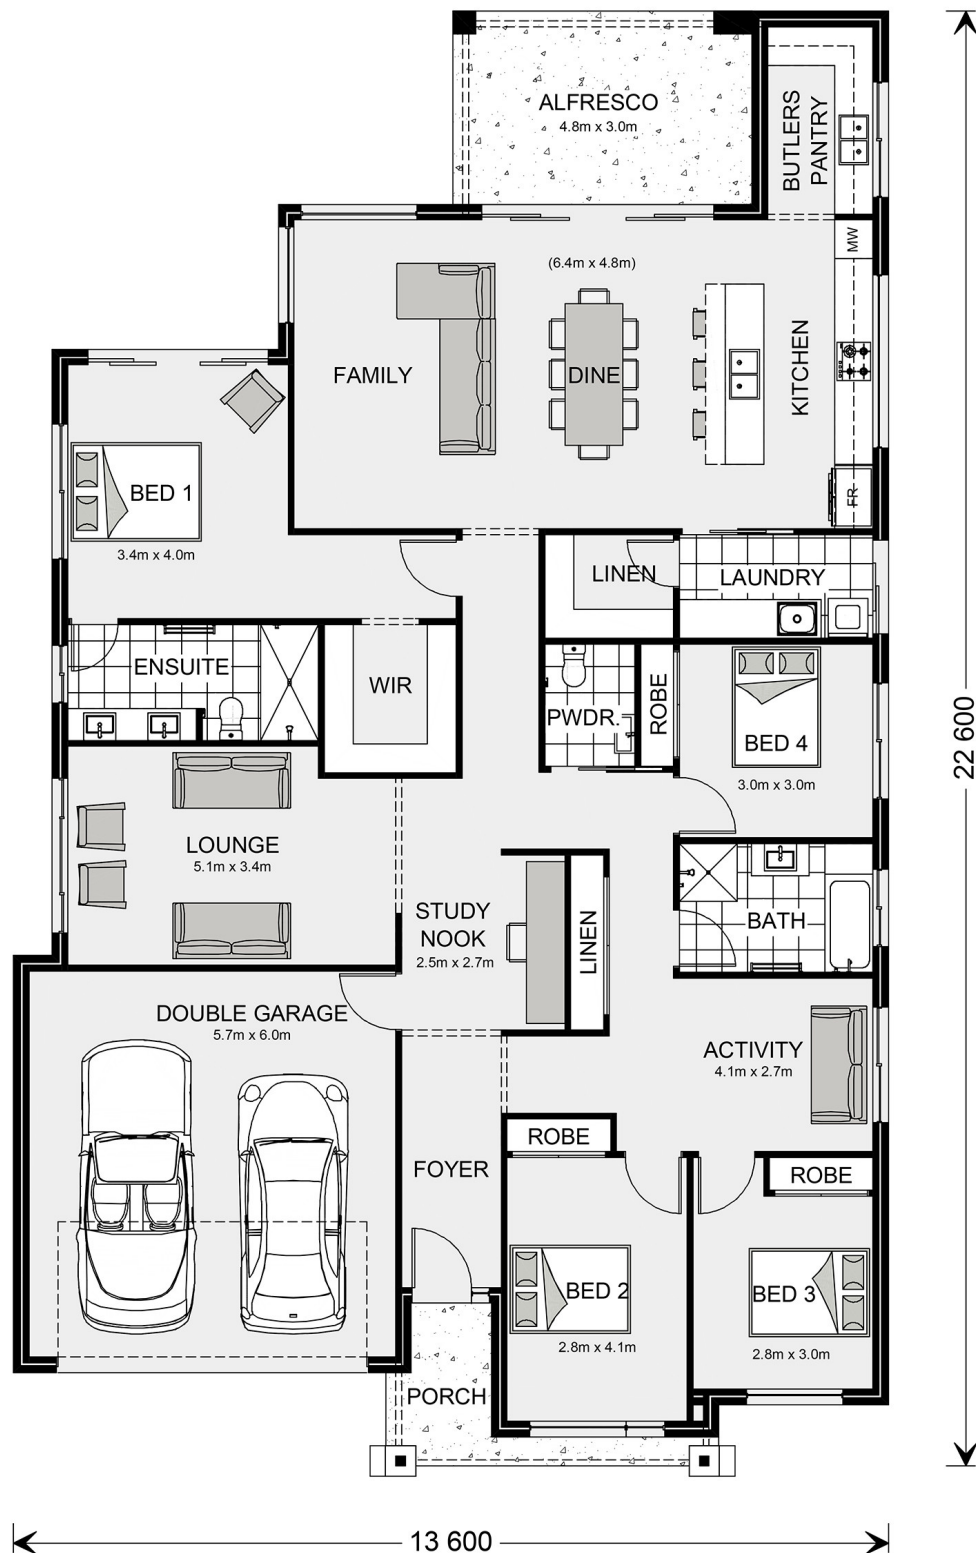 ALFRESCO
4.8m x 3.0m
BUTLERS
PANTRY
MW
(6.4m x 4.8m)
FAMILY
DINE
KITCHEN
FR
BED 1
3.4m x 4.0m
LINEN
LAUNDRY
ENSUITE
WIR
PWDR.
ROBE
BED 4
3.0m x 3.0m
22 600
LOUNGE
5.1m x 3.4m
STUDY
NOOK
2.5m x 2.7m
LINEN
BATH
DOUBLE GARAGE
5.7m x 6.0m
ACTIVITY
4.1m x 2.7m
ROBE
FOYER
ROBE
BED 2
2.8m x 4.1m
BED 3
2.8m x 3.0m
PORCH
13 600